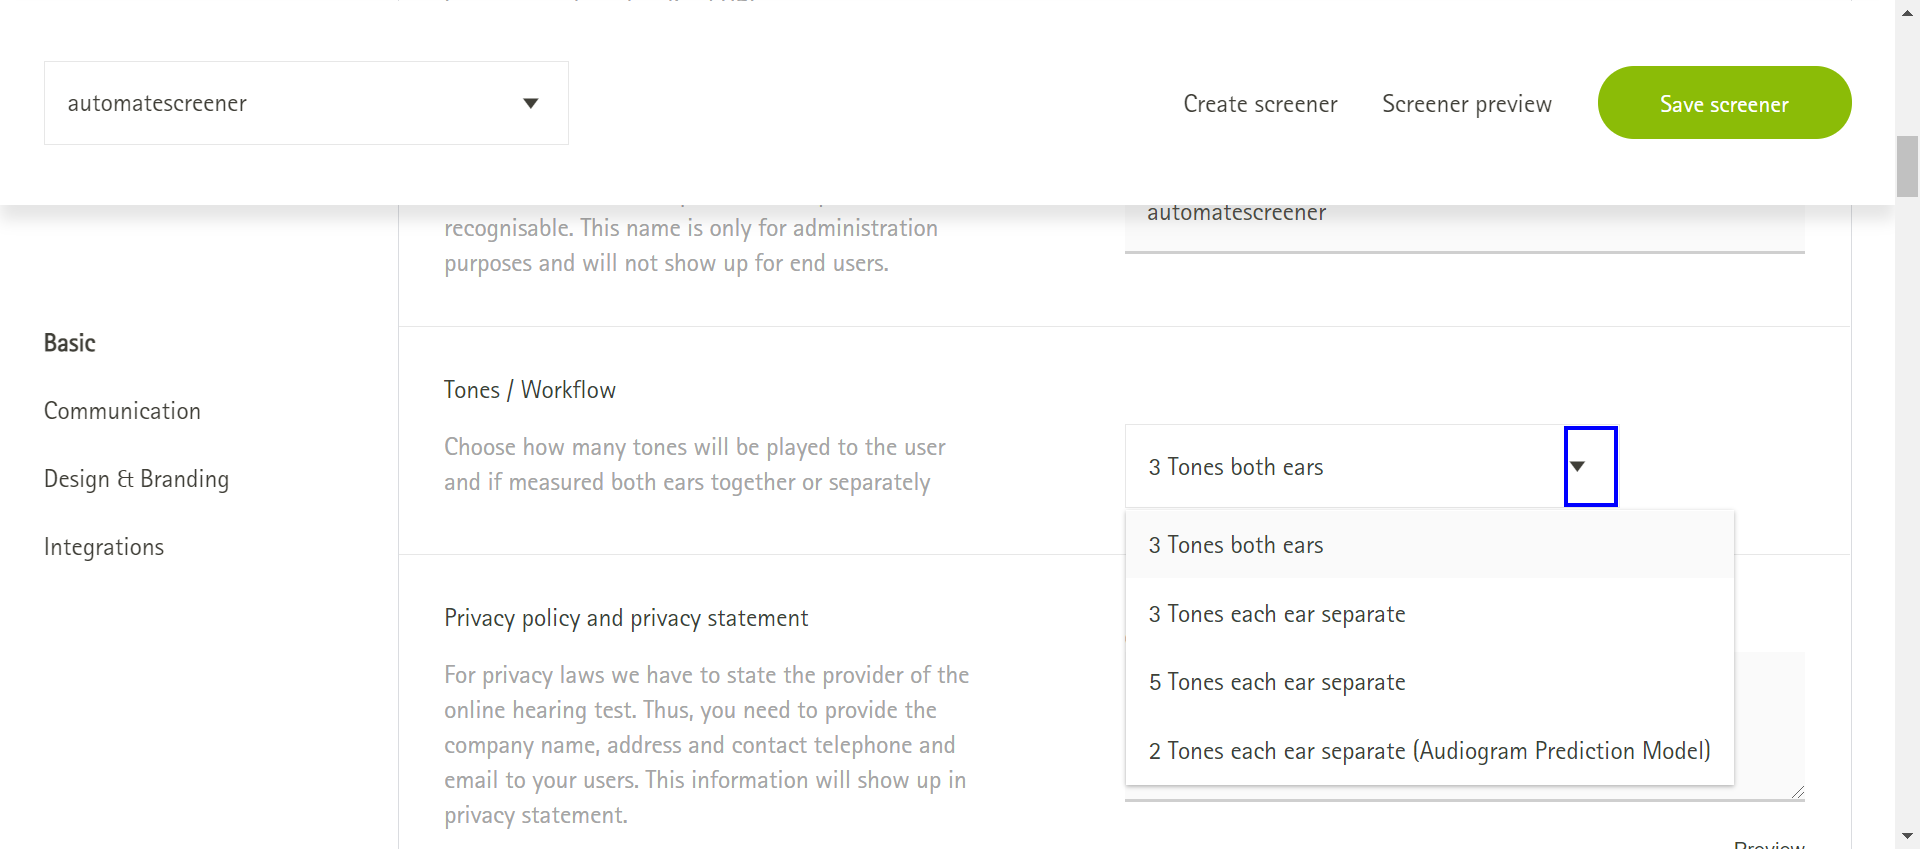 automatescreener
Create screener
Screener preview
Save screener
recognisable. This name is only for administration
purposes and will not show up for end users.
automatescreener
Basic
Communication
Design & Branding
Integrations
Tones / Workflow
Choose how many tones will be played to the user
and if measured both ears together or separately
3 Tones both ears
3 Tones both ears
3 Tones each ear separate
5 Tones each ear separate
2 Tones each ear separate (Audiogram Prediction Model)
Privacy policy and privacy statement
For privacy laws we have to state the provider of the
online hearing test. Thus, you need to provide the
company name, address and contact telephone and
email to your users. This information will show up in
privacy statement.
Preview